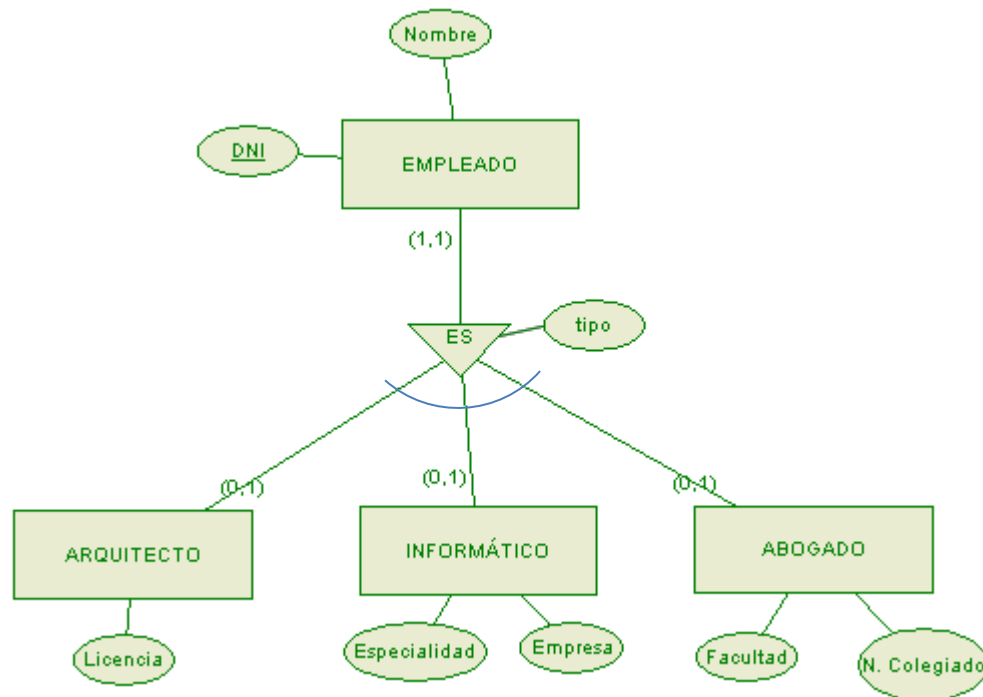 Nombre
DNI
EMPLEADO
(1,1)
ES
tipo
(0,1)
(0,1)
(0,1)
ARQUITECTO
INFORMÁTICO
ABOGADO
Licencia
Especialidad
Empresa
Facultad
N. Colegiado